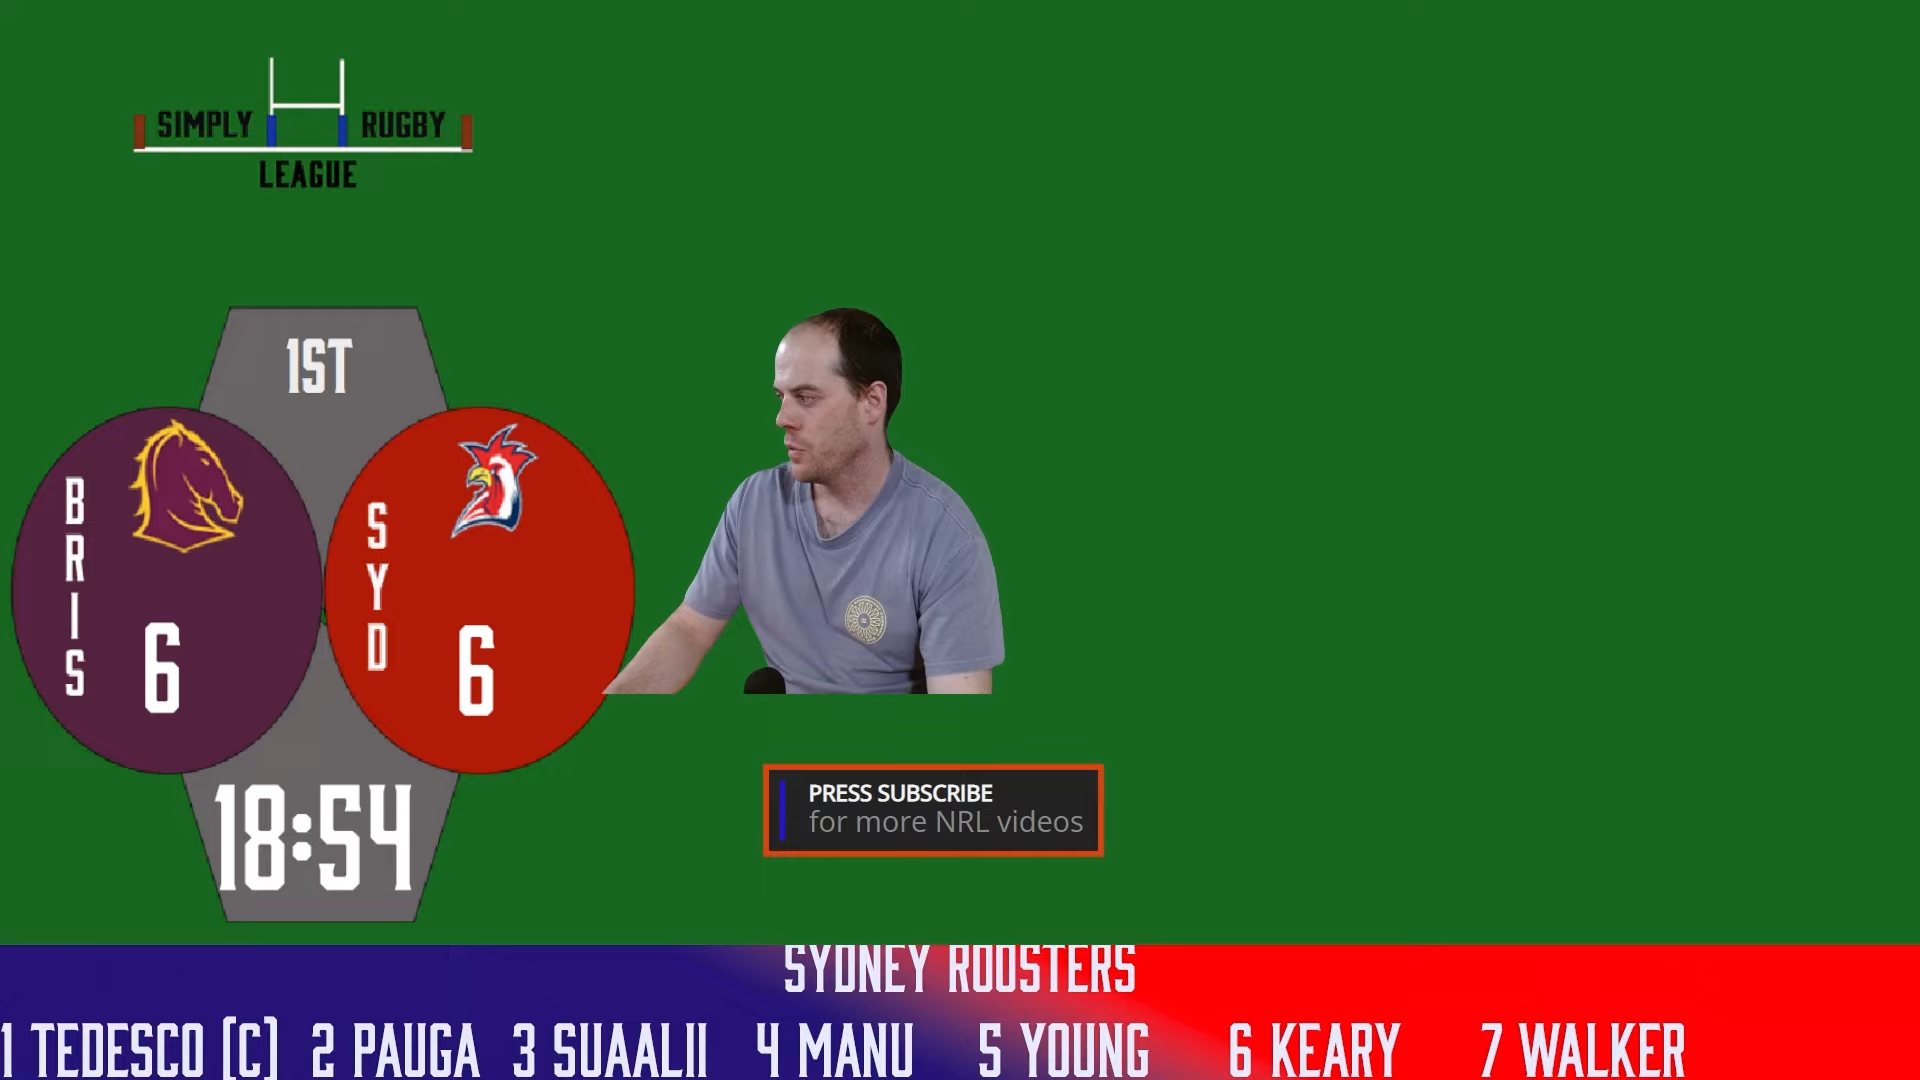 SIMPLY RUGBY
LEAGUE
1ST
BRIS
6
SYD
6
18:54
PRESS SUBSCRIBE
for more NRL videos
SYDNEY ROOSTERS
1 TEDESCO (C) 2 PAUGA 3 SUAALII 4 MANU 5 YOUNG 6 KEARY 7 WALKER